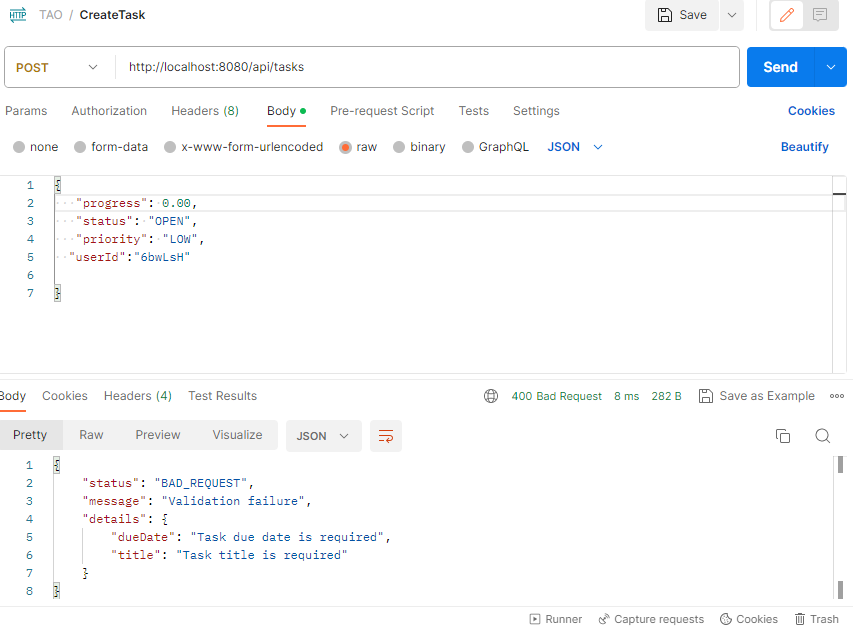 HTTP TAO / CreateTask Save
POST http://localhost:8080/api/tasks Send
Params Authorization Headers (8) Body Pre-request Script Tests Settings Cookies
none form-data x-www-form-urlencoded raw binary GraphQL JSON Beautify
1 {
2 "progress": 0.00,
3 "status": "OPEN",
4 "priority": "LOW",
5 "userId":"6bwLsH"
6
7 }
Body Cookies Headers (4) Test Results 400 Bad Request 8 ms 282 B Save as Example
Pretty Raw Preview Visualize JSON
1 {
2 "status": "BAD_REQUEST",
3 "message": "Validation failure",
4 "details": {
5 "dueDate": "Task due date is required",
6 "title": "Task title is required"
7 }
8 }
Runner Capture requests Cookies Trash